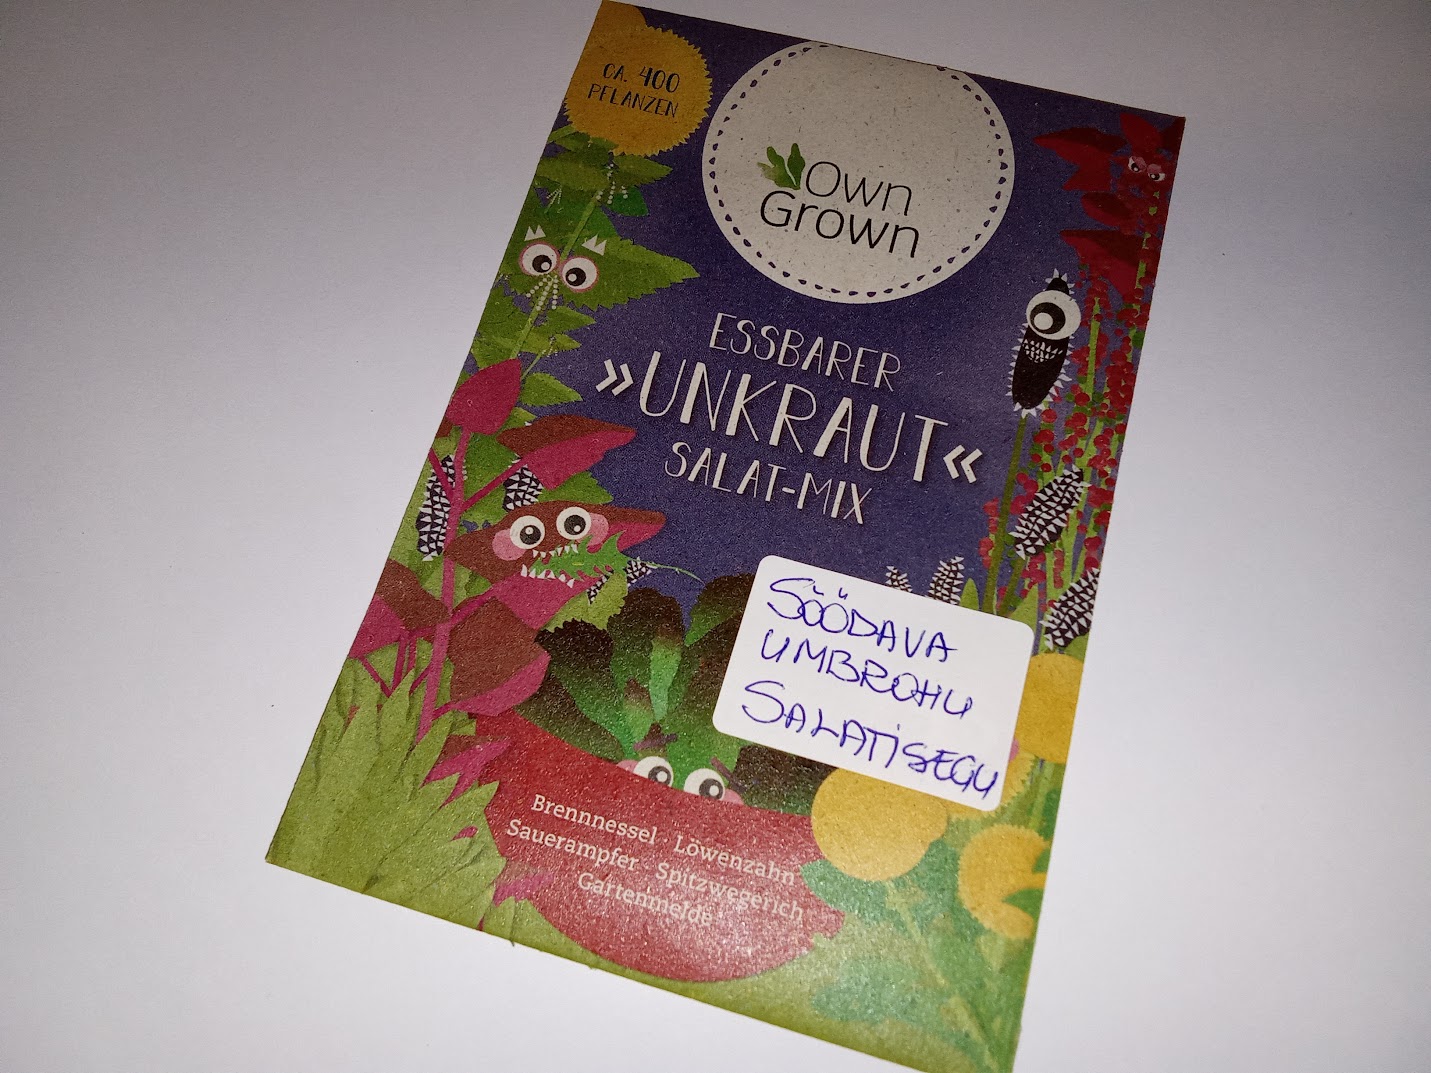 CA. 400
PFLANZEN
Own
Grown
ESSBARER
»UNKRAUT«
SALAT-MIX
SÖÖDAVA
UMBROHU
SALATISEGU
Brennnessel · Löwenzahn
Sauerampfer · Spitzwegerich
Gartenmelde